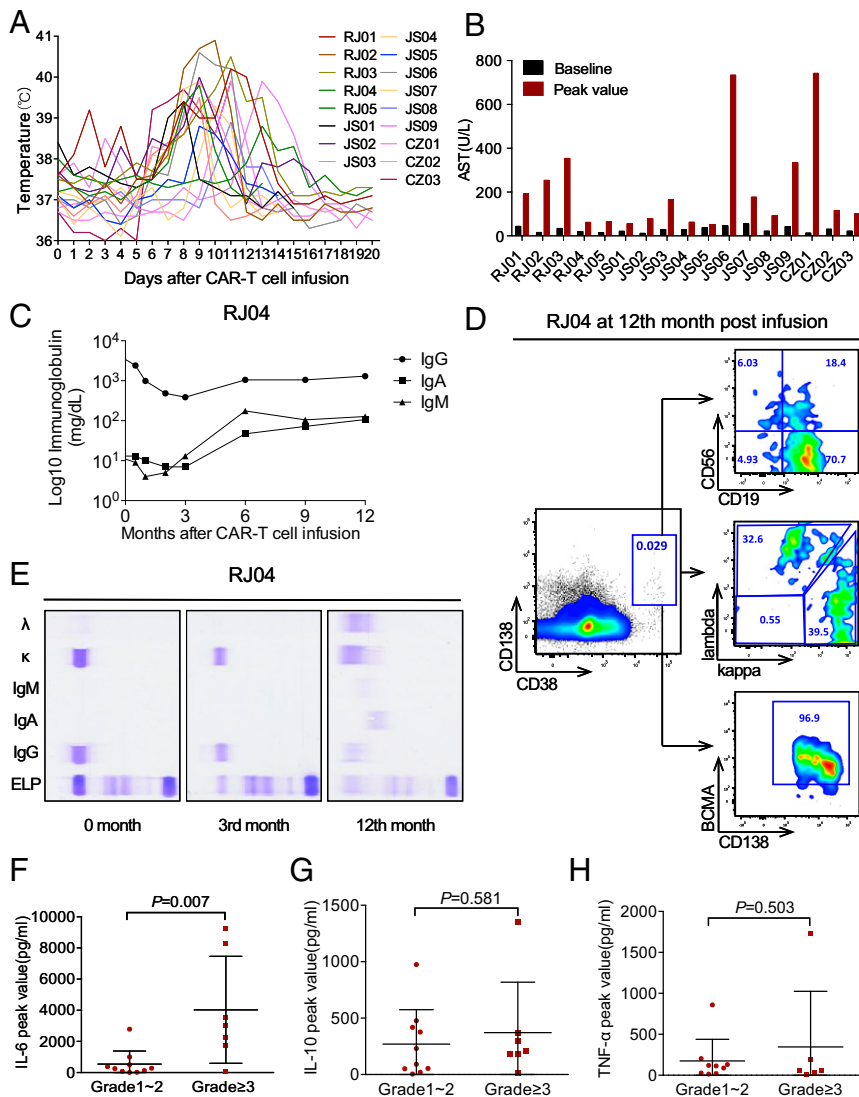 A
41
40
39
38
37
36
Temperature (℃)
0 1 2 3 4 5 6 7 8 9 10 11 12 13 14 15 16 17 18 19 20
Days after CAR-T cell infusion
RJ01 JS04
RJ02 JS05
RJ03 JS06
RJ04 JS07
RJ05 JS08
JS01 JS09
JS02 CZ01
JS03 CZ02
CZ03
B
800
600
400
200
0
AST(U/L)
Baseline
Peak value
RJ01 RJ02 RJ03 RJ04 RJ05 JS01 JS02 JS03 JS04 JS05 JS06 JS07 JS08 JS09 CZ01 CZ02 CZ03
C
RJ04
10⁴
10³
10²
10¹
10⁰
Log10 Immunoglobulin
(mg/dL)
0 3 6 9 12
Months after CAR-T cell infusion
IgG
IgA
IgM
D
RJ04 at 12th month post infusion
0.029
CD138
CD38
6.03 18.4
4.93 70.7
CD56
CD19
32.6
0.55 39.5
lambda
kappa
96.9
BCMA
CD138
E
RJ04
λ
κ
IgM
IgA
IgG
ELP
0 month 3rd month 12th month
F
P=0.007
10000
8000
6000
4000
2000
0
IL-6 peak value(pg/ml)
Grade1~2 Grade≥3
G
P=0.581
1500
1000
500
0
IL-10 peak value(pg/ml)
Grade1~2 Grade≥3
H
P=0.503
2000
1500
1000
500
0
TNF-α peak value(pg/ml)
Grade1~2 Grade≥3